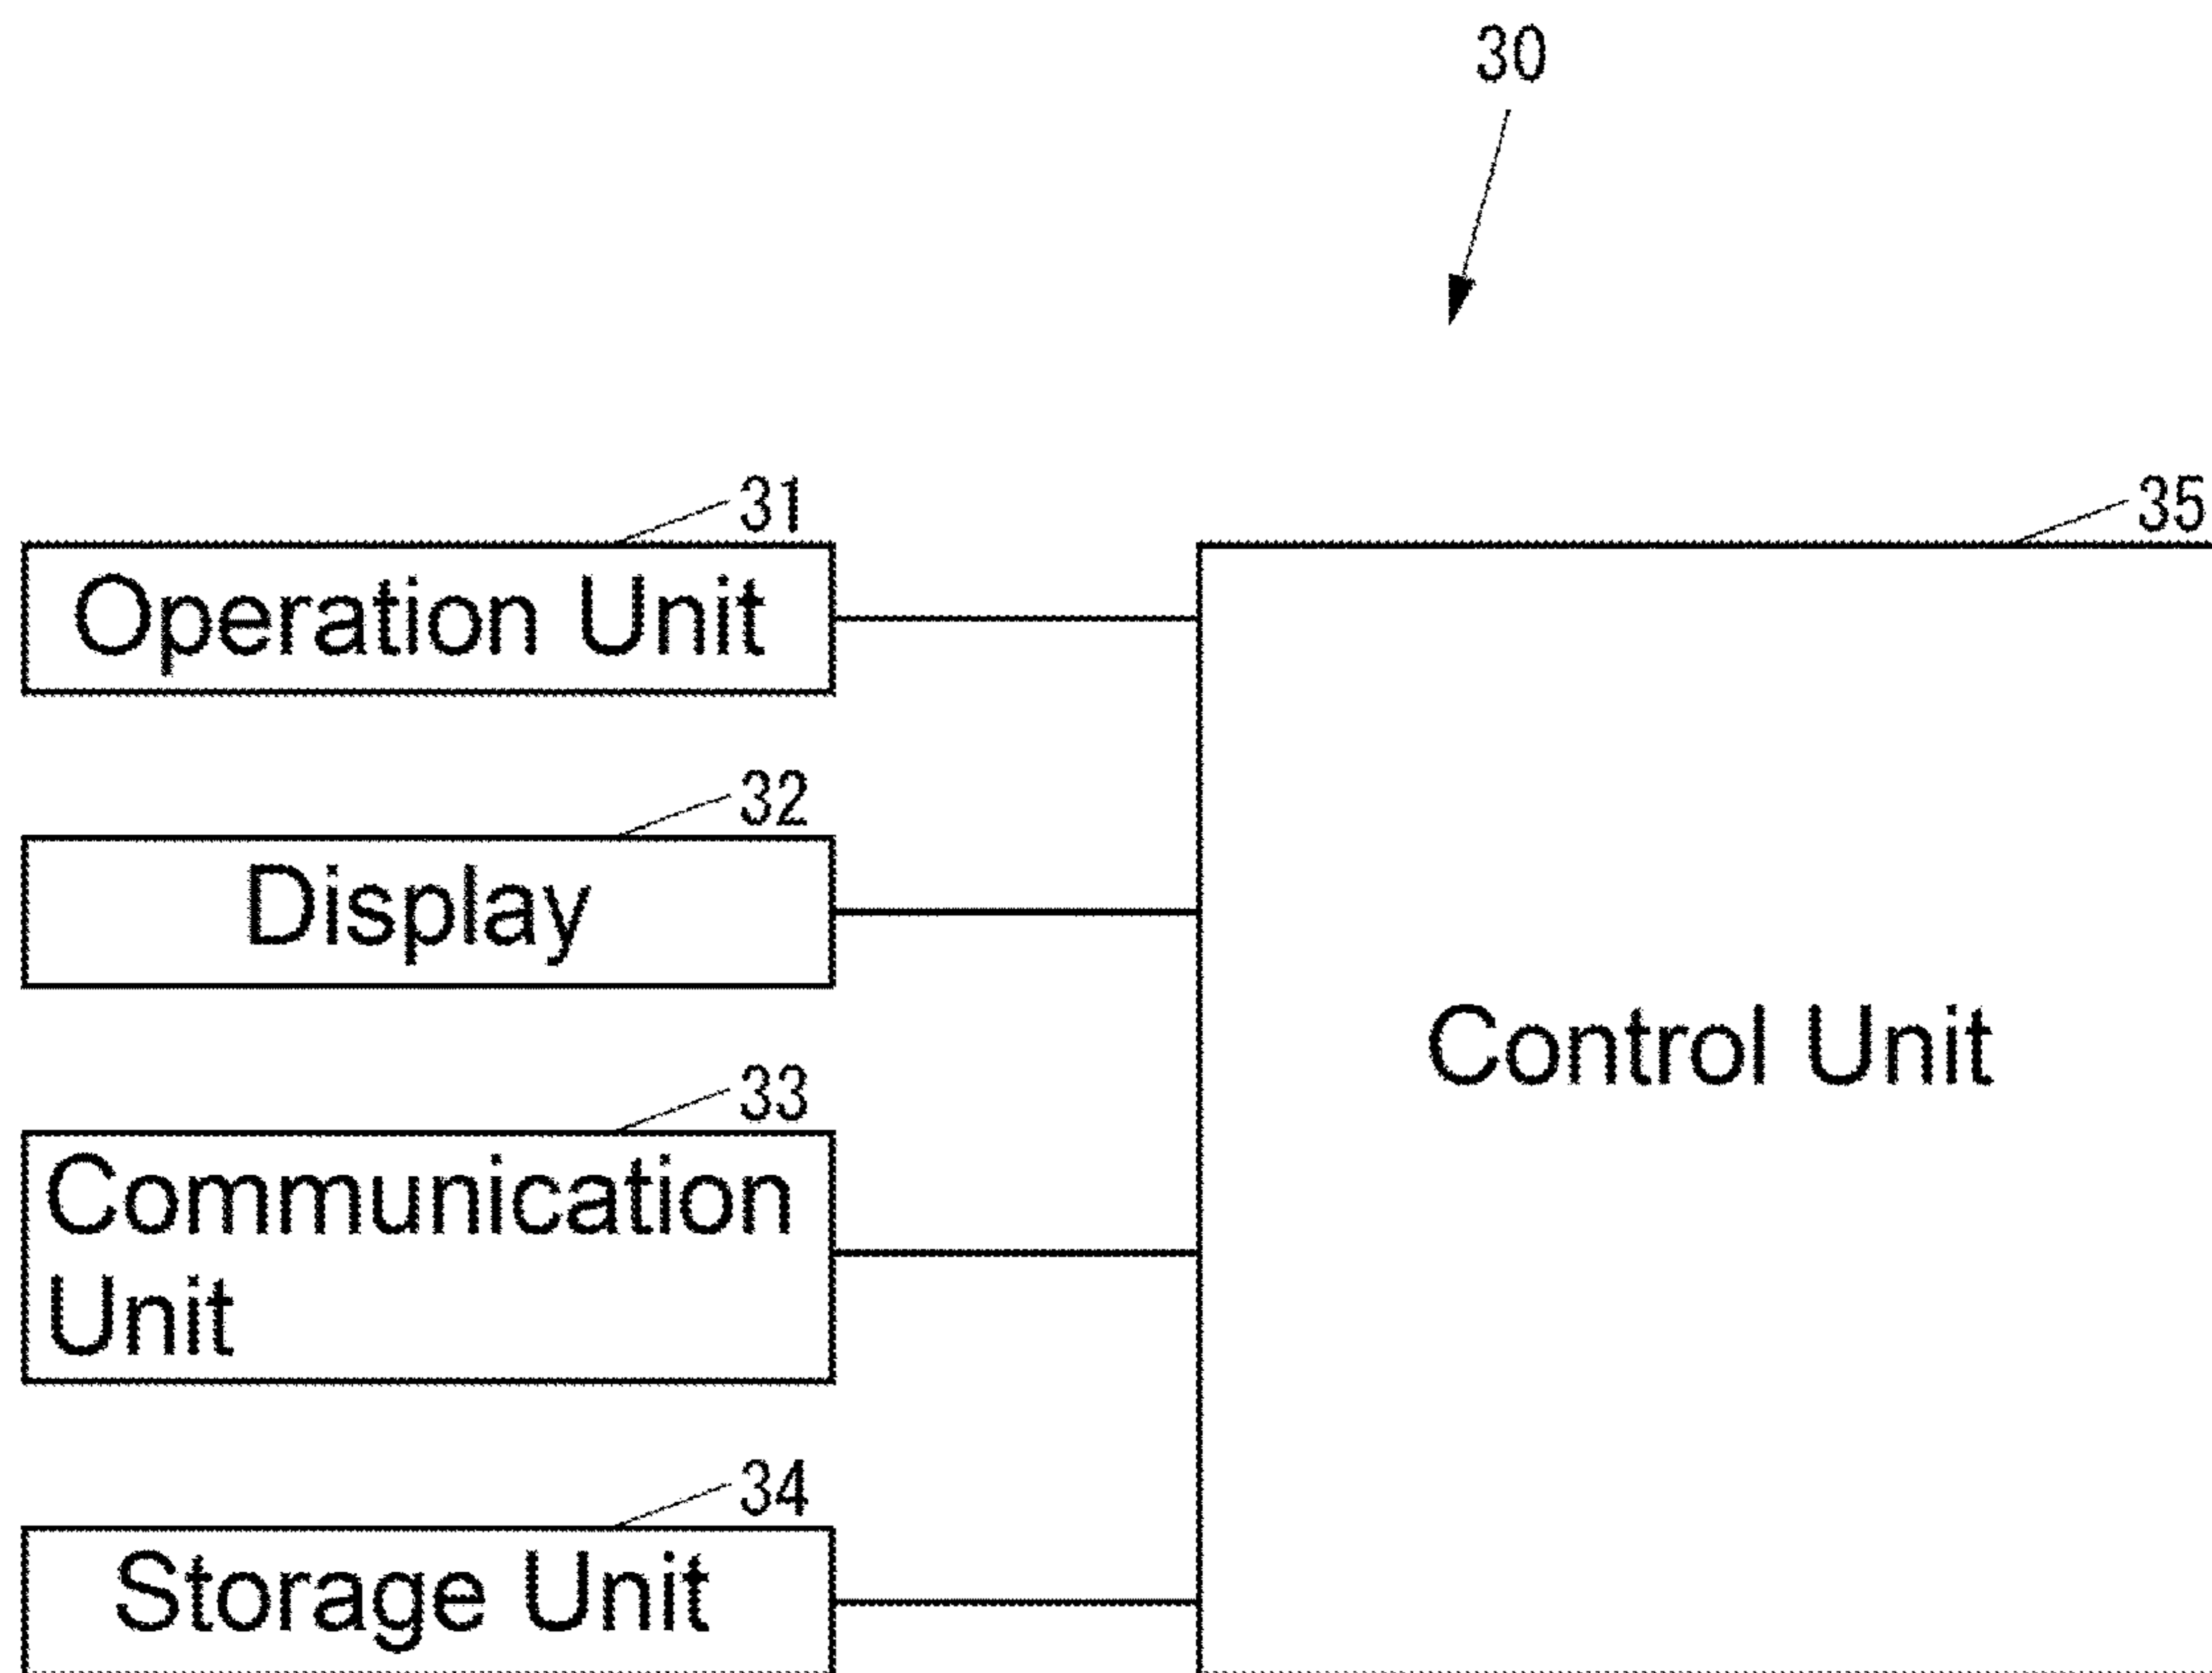 30
31
Operation Unit
32
Display
33
Communication
Unit
34
Storage Unit
35
Control Unit